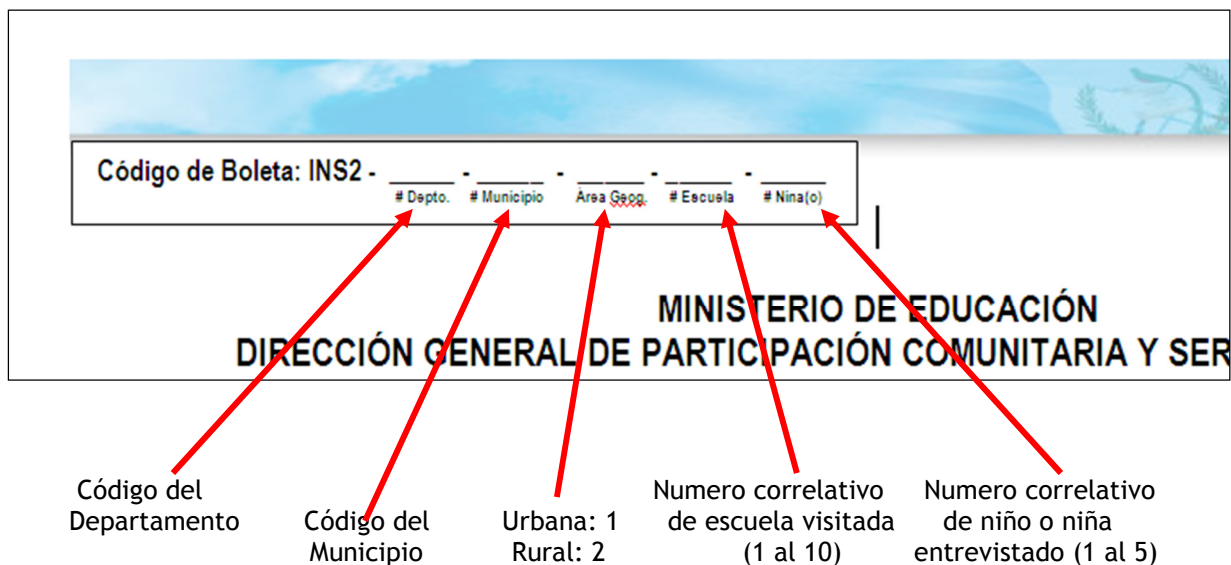 Código de Boleta: INS2 - _____ - _____ - _____ - _____ - _____
# Depto. # Municipio Área Geog. # Escuela # Nina(o)
MINISTERIO DE EDUCACIÓN
DIRECCIÓN GENERAL DE PARTICIPACIÓN COMUNITARIA Y SER
Código del
Departamento
Código del
Municipio
Urbana: 1
Rural: 2
Numero correlativo
de escuela visitada
(1 al 10)
Numero correlativo
de niño o niña
entrevistado (1 al 5)